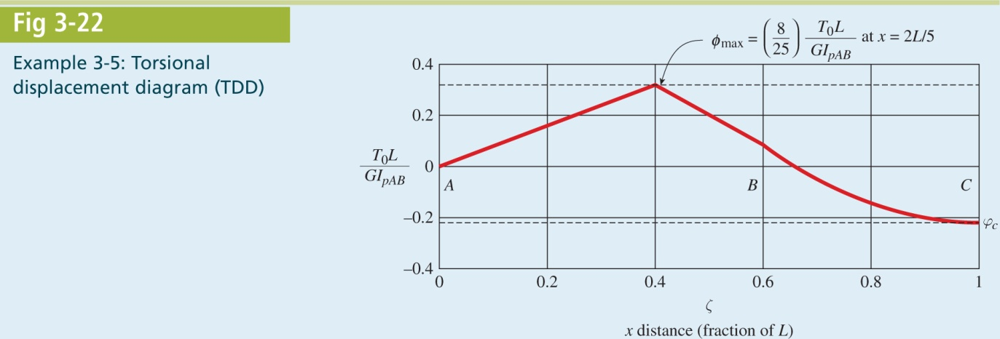 Fig 3-22
Example 3-5: Torsional
displacement diagram (TDD)
ϕmax = (8/25) T0L/GIpAB at x = 2L/5
0.4
0.2
T0L/GIpAB
0
−0.2
−0.4
A
B
C
φc
0
0.2
0.4
0.6
0.8
1
ζ
x distance (fraction of L)